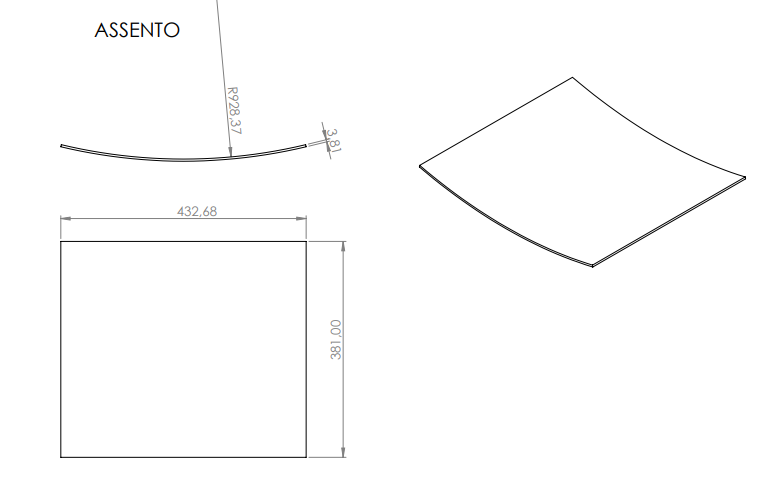 ASSENTO
R928,37
3,81
432,68
381,00